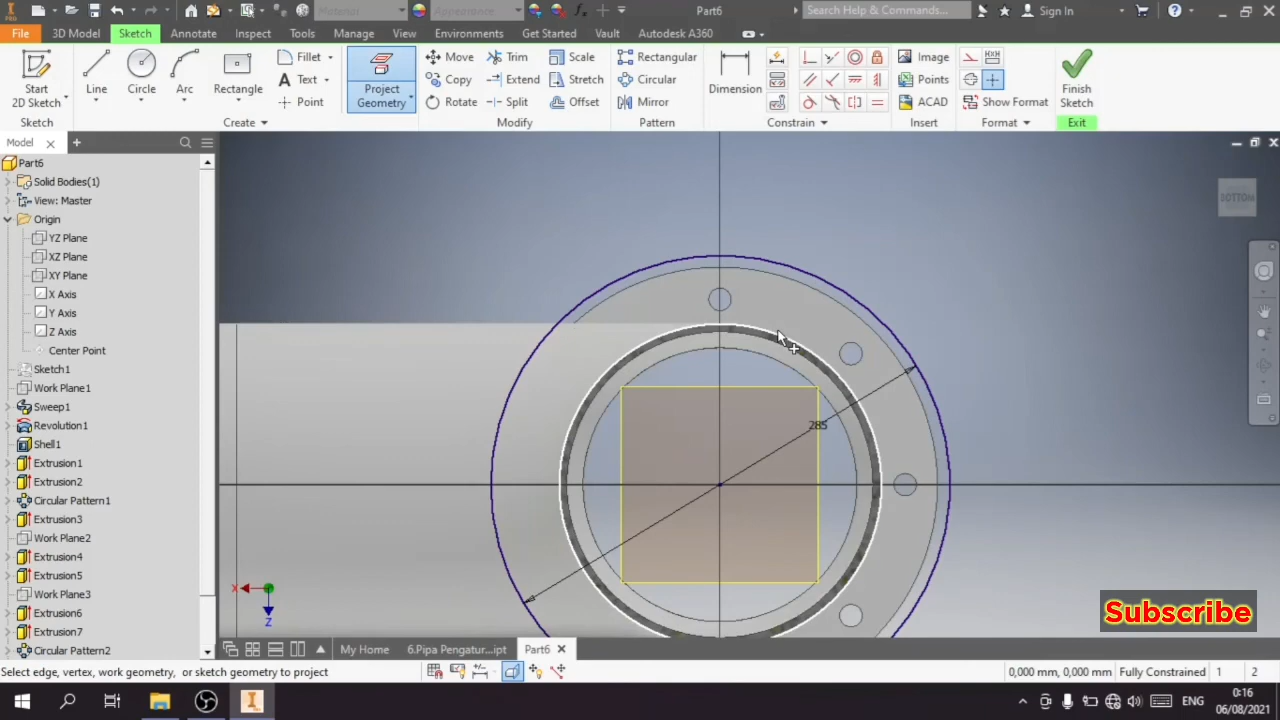 Material Appearance Part6 Search Help & Commands... Sign In
PRO
File 3D Model Sketch Annotate Inspect Tools Manage View Environments Get Started Vault Autodesk A360
Start 2D Sketch Line Circle Arc Rectangle Fillet Text Point Project Geometry
Move Trim Scale
Copy Extend Stretch
Rotate Split Offset
Rectangular
Circular
Mirror
Dimension
Image
Points
ACAD
Show Format
Finish Sketch
Sketch Create Modify Pattern Constrain Insert Format Exit
Model
Part6
Solid Bodies(1)
View: Master
Origin
YZ Plane
XZ Plane
XY Plane
X Axis
Y Axis
Z Axis
Center Point
Sketch1
Work Plane1
Sweep1
Revolution1
Shell1
Extrusion1
Extrusion2
Circular Pattern1
Extrusion3
Work Plane2
Extrusion4
Extrusion5
Work Plane3
Extrusion6
Extrusion7
Circular Pattern2
BOTTOM
285
X
Z
Subscribe
My Home 6.Pipa Pengatur....ipt Part6
Select edge, vertex, work geometry, or sketch geometry to project 0,000 mm, 0,000 mm Fully Constrained 1 2
ENG 0:16
06/08/2021